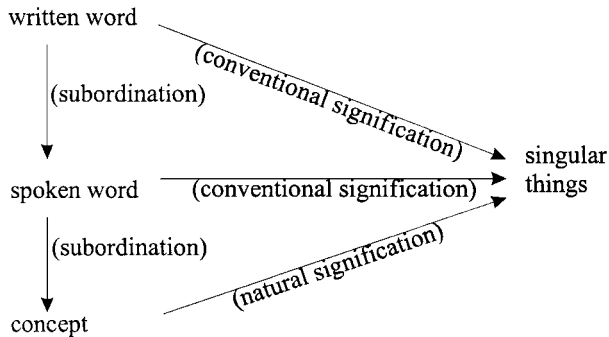 written word
(conventional signification)
(subordination)
singular
things
spoken word
(conventional signification)
(subordination)
(natural signification)
concept